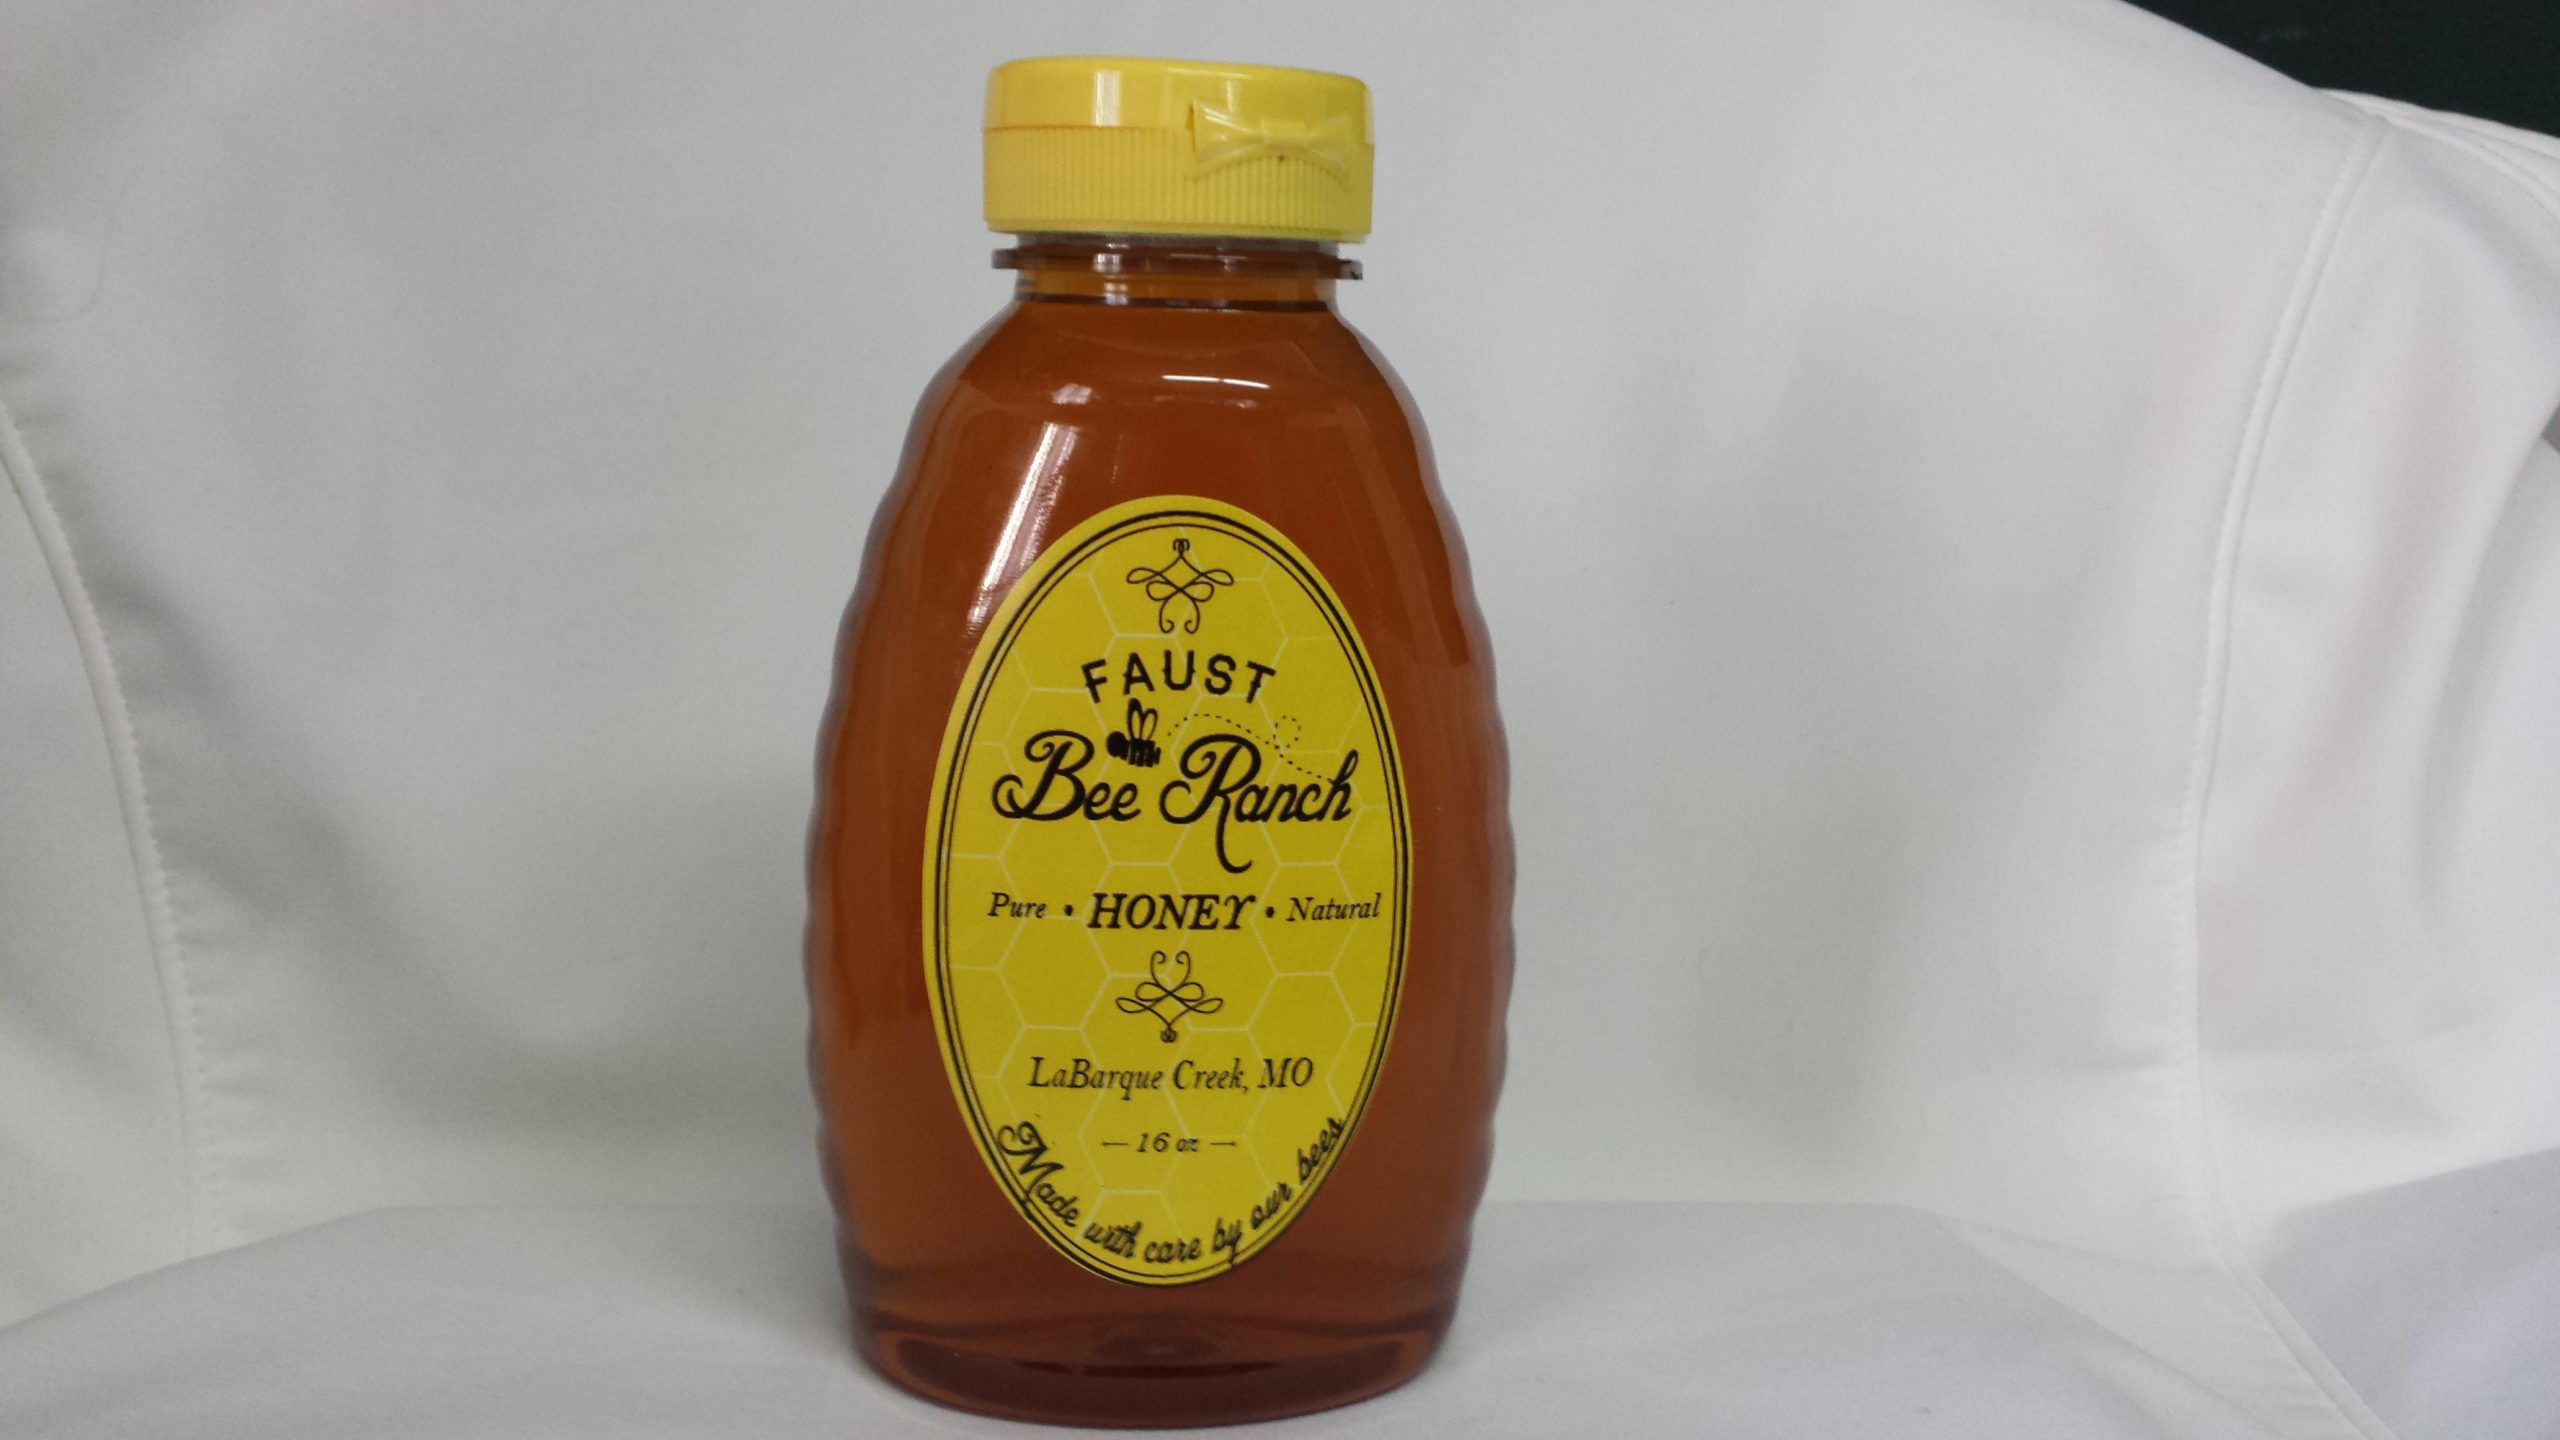 FAUST
Bee Ranch
Pure • HONEY • Natural
LaBarque Creek, MO
— 16 oz —
Made with care by our bees